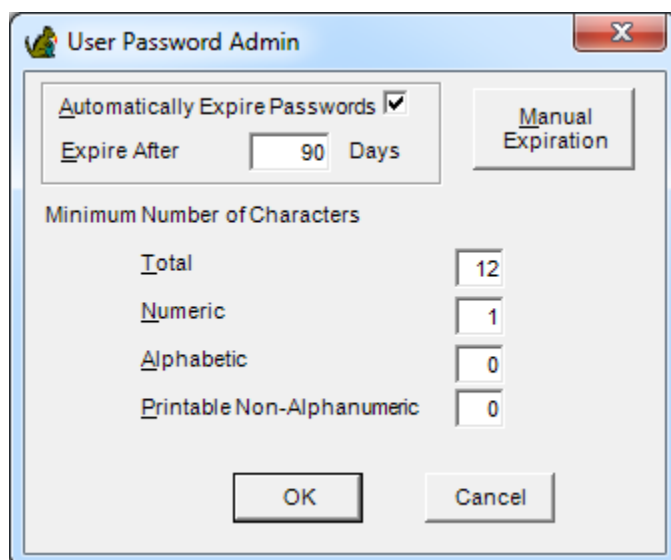 User Password Admin
Automatically Expire Passwords
Expire After 90 Days
Manual
Expiration
Minimum Number of Characters
Total 12
Numeric 1
Alphabetic 0
Printable Non-Alphanumeric 0
OK Cancel